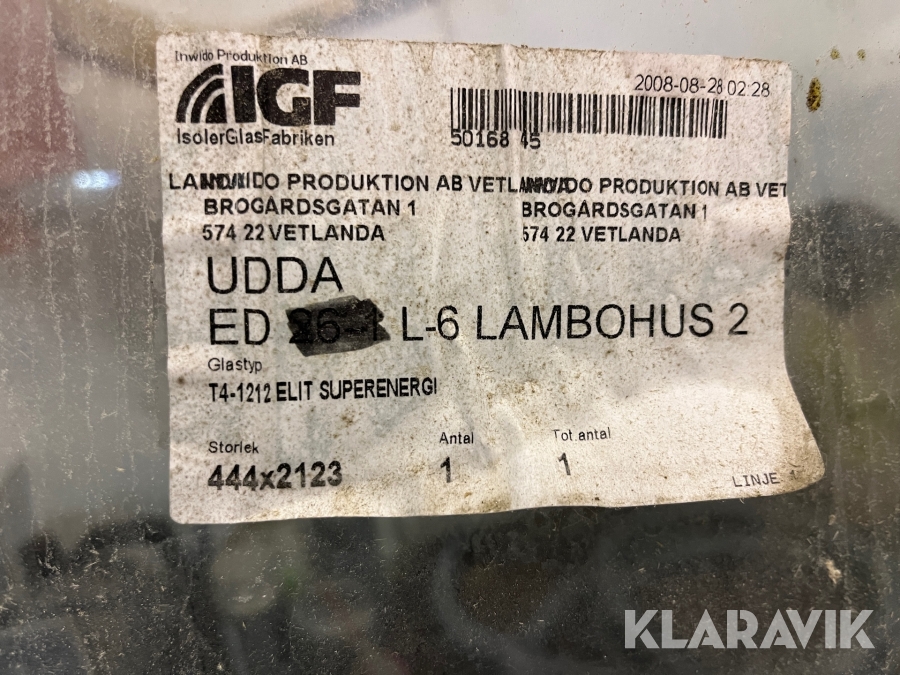 Inwido Produktion AB
IGF
IsolerGlasFabriken
2008-08-28 02:28
50168 45
PRODUKTION AB VETLANDA
BROGARDSGATAN 1
574 22 VETLANDA
INWIDO PRODUKTION AB VET
BROGARDSGATAN 1
574 22 VETLANDA
UDDA
ED L-6 LAMBOHUS 2
Glastyp
T4-1212 ELIT SUPERENERGI
Storlek
444x2123
Antal
1
Tot.antal
1
LINJE
KLARAVIK